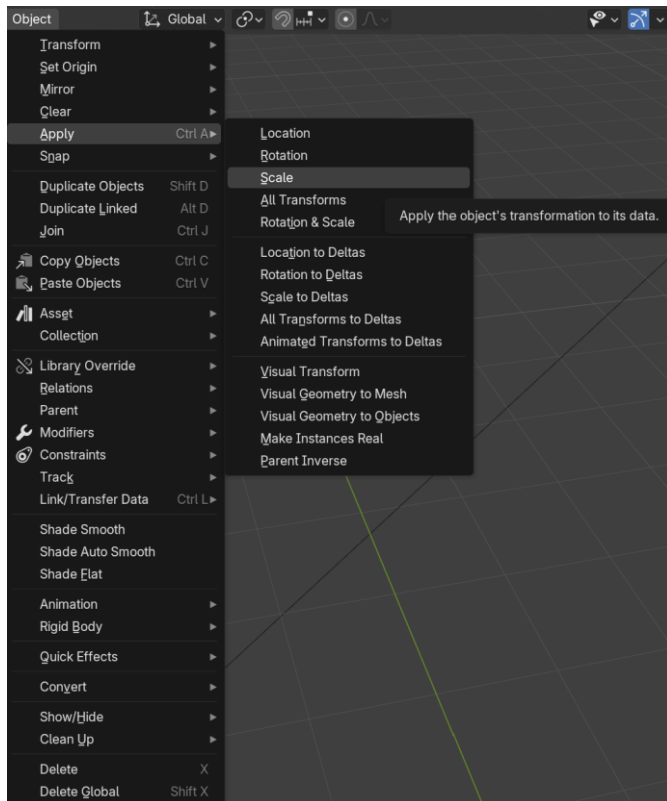 Object
Global
Transform
Set Origin
Mirror
Clear
Apply Ctrl A
Snap
Duplicate Objects Shift D
Duplicate Linked Alt D
Join Ctrl J
Copy Objects Ctrl C
Paste Objects Ctrl V
Asset
Collection
Library Override
Relations
Parent
Modifiers
Constraints
Track
Link/Transfer Data Ctrl L
Shade Smooth
Shade Auto Smooth
Shade Flat
Animation
Rigid Body
Quick Effects
Convert
Show/Hide
Clean Up
Delete X
Delete Global Shift X
Location
Rotation
Scale
All Transforms
Rotation & Scale
Location to Deltas
Rotation to Deltas
Scale to Deltas
All Transforms to Deltas
Animated Transforms to Deltas
Visual Transform
Visual Geometry to Mesh
Visual Geometry to Objects
Make Instances Real
Parent Inverse
Apply the object's transformation to its data.